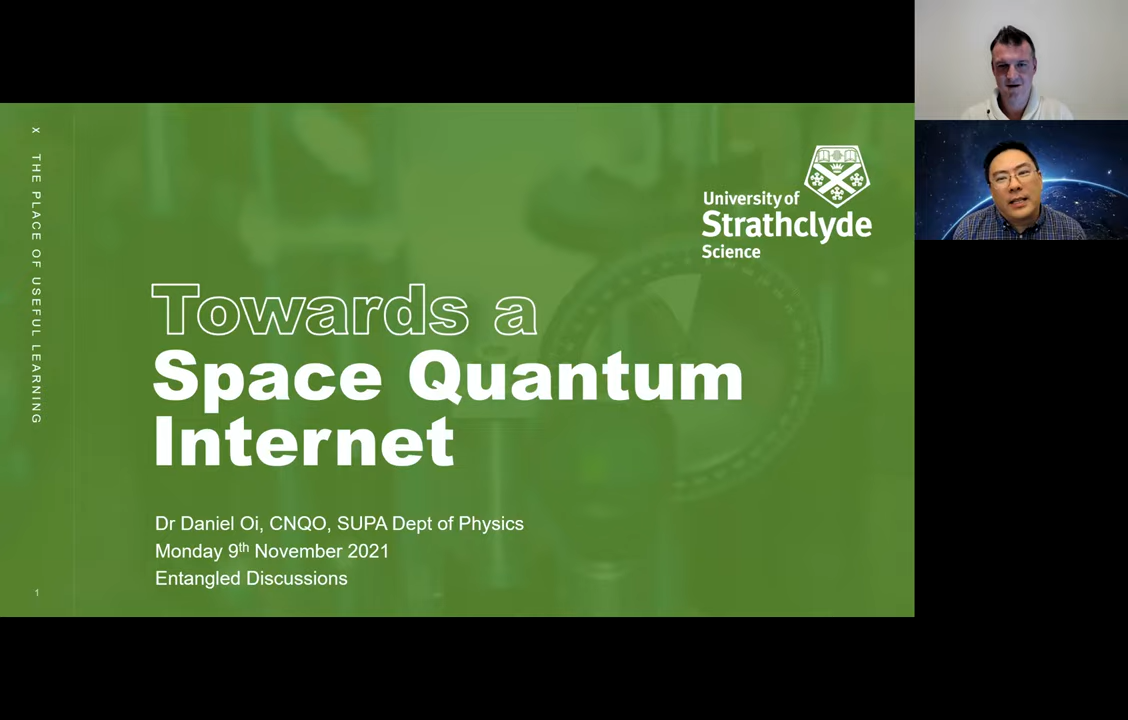 X THE PLACE OF USEFUL LEARNING
University of
Strathclyde
Science
Towards a
Space Quantum
Internet
Dr Daniel Oi, CNQO, SUPA Dept of Physics
Monday 9th November 2021
Entangled Discussions
1